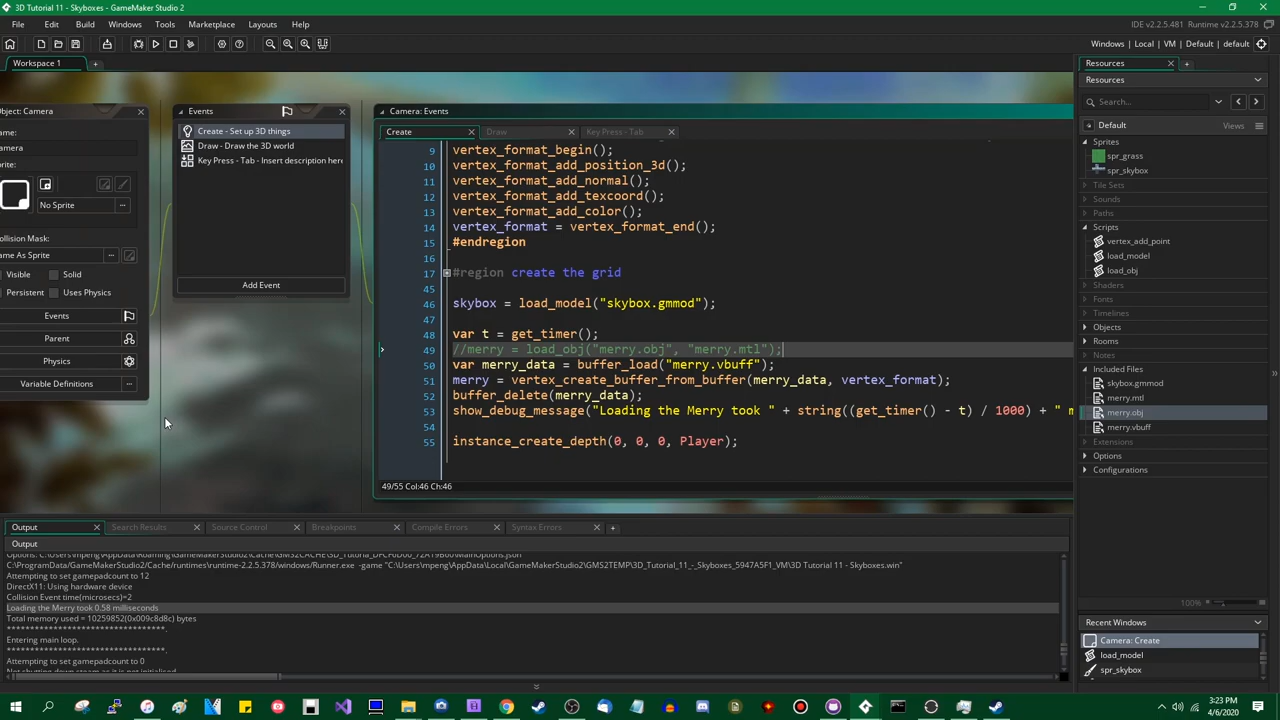 3D Tutorial 11 - Skyboxes - GameMaker Studio 2
File Edit Build Windows Tools Marketplace Layouts Help
IDE v2.2.5.481 Runtime v2.2.5.378
Windows | Local | VM | Default | default
Workspace 1
Object: Camera
Name:
Camera
Sprite:
No Sprite
Collision Mask:
Same As Sprite
Visible Solid
Persistent Uses Physics
Events
Parent
Physics
Variable Definitions
Events
Create - Set up 3D things
Draw - Draw the 3D world
Key Press - Tab - Insert description here
Add Event
Camera: Events
Create Draw Key Press - Tab
9 vertex_format_begin();
10 vertex_format_add_position_3d();
11 vertex_format_add_normal();
12 vertex_format_add_texcoord();
13 vertex_format_add_color();
14 vertex_format = vertex_format_end();
15 #endregion
16
17 #region create the grid
45
46 skybox = load_model("skybox.gmmod");
47
48 var t = get_timer();
49 //merry = load_obj("merry.obj", "merry.mtl");
50 var merry_data = buffer_load("merry.vbuff");
51 merry = vertex_create_buffer_from_buffer(merry_data, vertex_format);
52 buffer_delete(merry_data);
53 show_debug_message("Loading the Merry took " + string((get_timer() - t) / 1000) + " m
54
55 instance_create_depth(0, 0, 0, Player);
49/55 Col:46 Ch:46
Output Search Results Source Control Breakpoints Compile Errors Syntax Errors
Output
C:\ProgramData/GameMakerStudio2/Cache/runtimes\runtime-2.2.5.378/windows/Runner.exe -game "C:\Users\mpeng\AppData\Local\GameMakerStudio2\GMS2TEMP\3D_Tutorial_11_-_Skyboxes_5947A5F1_VM\3D Tutorial 11 - Skyboxes.win"
Attempting to set gamepadcount to 12
DirectX11: Using hardware device
Collision Event time(microsecs)=2
Loading the Merry took 0.58 milliseconds
Total memory used = 10259852(0x009c8d8c) bytes
**********************************.
Entering main loop.
**********************************.
Attempting to set gamepadcount to 0
Not shutting down steam as it is not initialised
Resources
Resources
Search...
Default Views
Sprites
spr_grass
spr_skybox
Tile Sets
Sounds
Paths
Scripts
vertex_add_point
load_model
load_obj
Shaders
Fonts
Timelines
Objects
Rooms
Notes
Included Files
skybox.gmmod
merry.mtl
merry.obj
merry.vbuff
Extensions
Options
Configurations
100%
Recent Windows
Camera: Create
load_model
spr_skybox
3:23 PM
4/6/2020